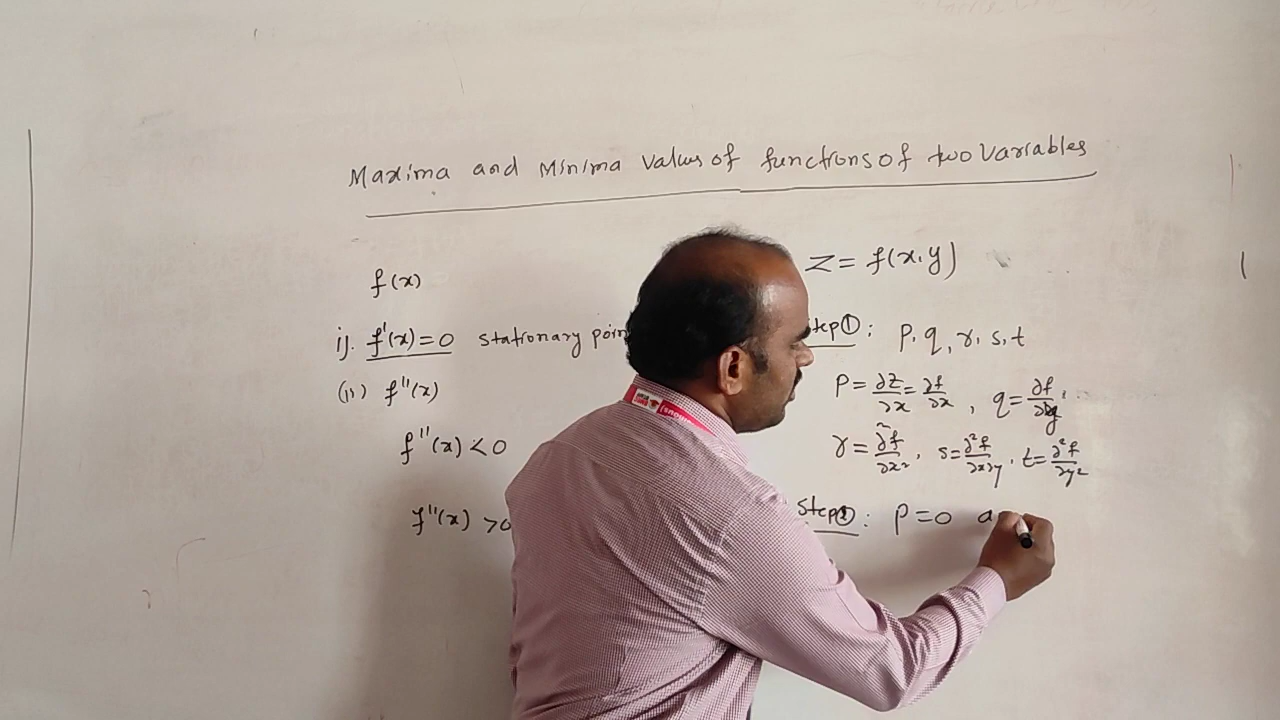 Maxima and Minima Values of functions of two Variables
f(x)
i). f'(x)=0 stationary poin
(ii) f''(x)
f''(x) <0
f''(x) >0
Z = f(x,y)
step①: p, q, r, s, t
P = ∂z/∂x = ∂f/∂x , q = ∂f/∂y ,
r = ∂²f/∂x² , s = ∂²f/∂x∂y , t = ∂²f/∂y²
Step②: p=0 a